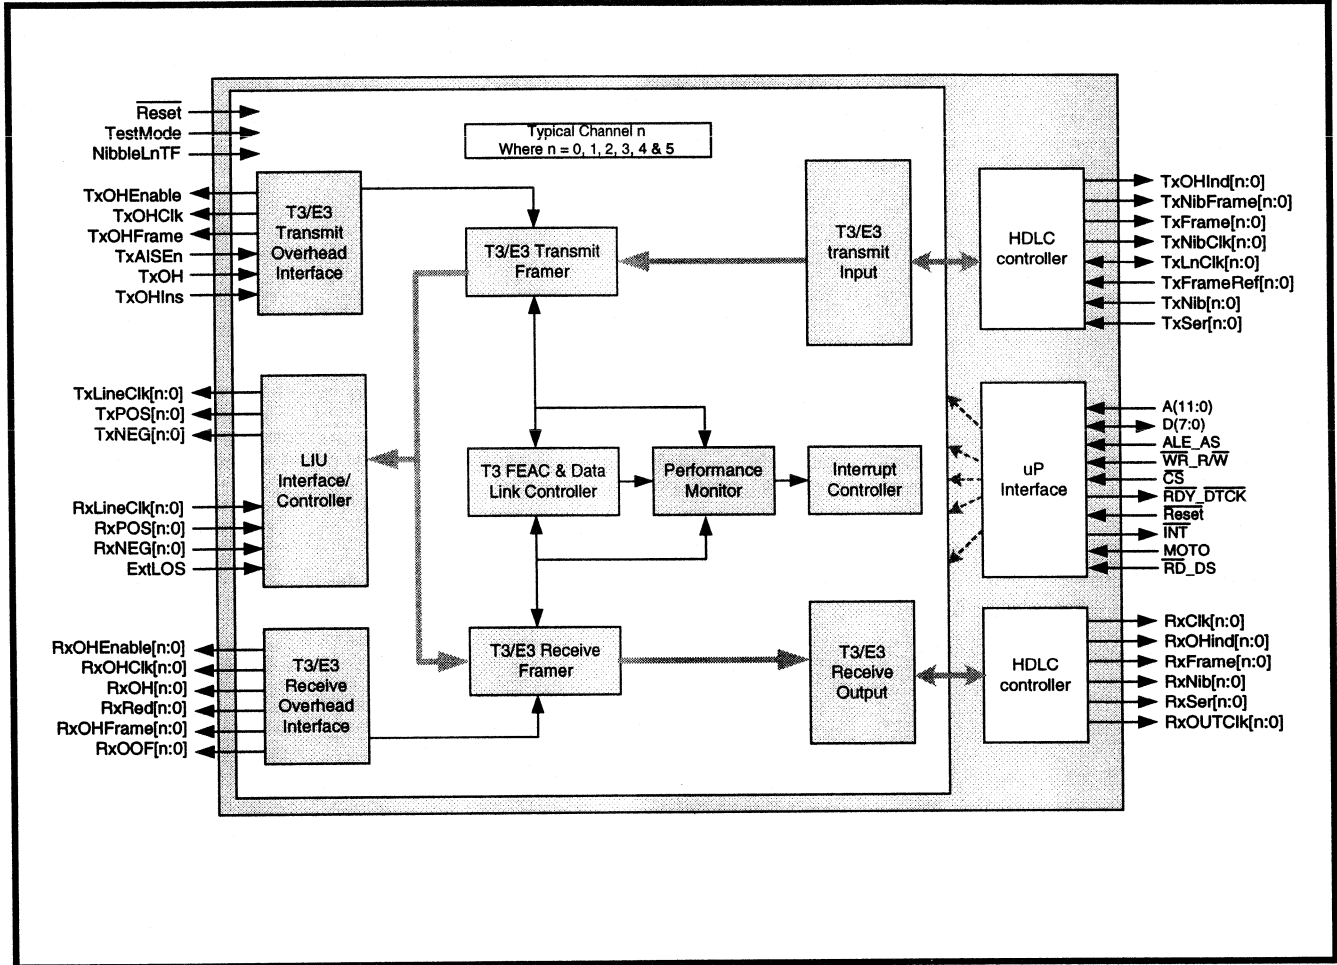 Reset
TestMode
NibbleLnTF
Typical Channel n
Where n = 0, 1, 2, 3, 4 & 5
TxOHEnable
TxOHClk
TxOHFrame
TxAISEn
TxOH
TxOHIns
T3/E3
Transmit
Overhead
Interface
T3/E3 Transmit
Framer
T3/E3
transmit
Input
HDLC
controller
TxOHInd[n:0]
TxNibFrame[n:0]
TxFrame[n:0]
TxNibClk[n:0]
TxLnClk[n:0]
TxFrameRef[n:0]
TxNib[n:0]
TxSer[n:0]
TxLineClk[n:0]
TxPOS[n:0]
TxNEG[n:0]
RxLineClk[n:0]
RxPOS[n:0]
RxNEG[n:0]
ExtLOS
LIU
Interface/
Controller
T3 FEAC & Data
Link Controller
Performance
Monitor
Interrupt
Controller
uP
Interface
A(11:0)
D(7:0)
ALE_AS
WR_R/W
CS
RDY_DTCK
Reset
INT
MOTO
RD_DS
RxOHEnable[n:0]
RxOHClk[n:0]
RxOH[n:0]
RxRed[n:0]
RxOHFrame[n:0]
RxOOF[n:0]
T3/E3
Receive
Overhead
Interface
T3/E3 Receive
Framer
T3/E3
Receive
Output
HDLC
controller
RxClk[n:0]
RxOHind[n:0]
RxFrame[n:0]
RxNib[n:0]
RxSer[n:0]
RxOUTClk[n:0]